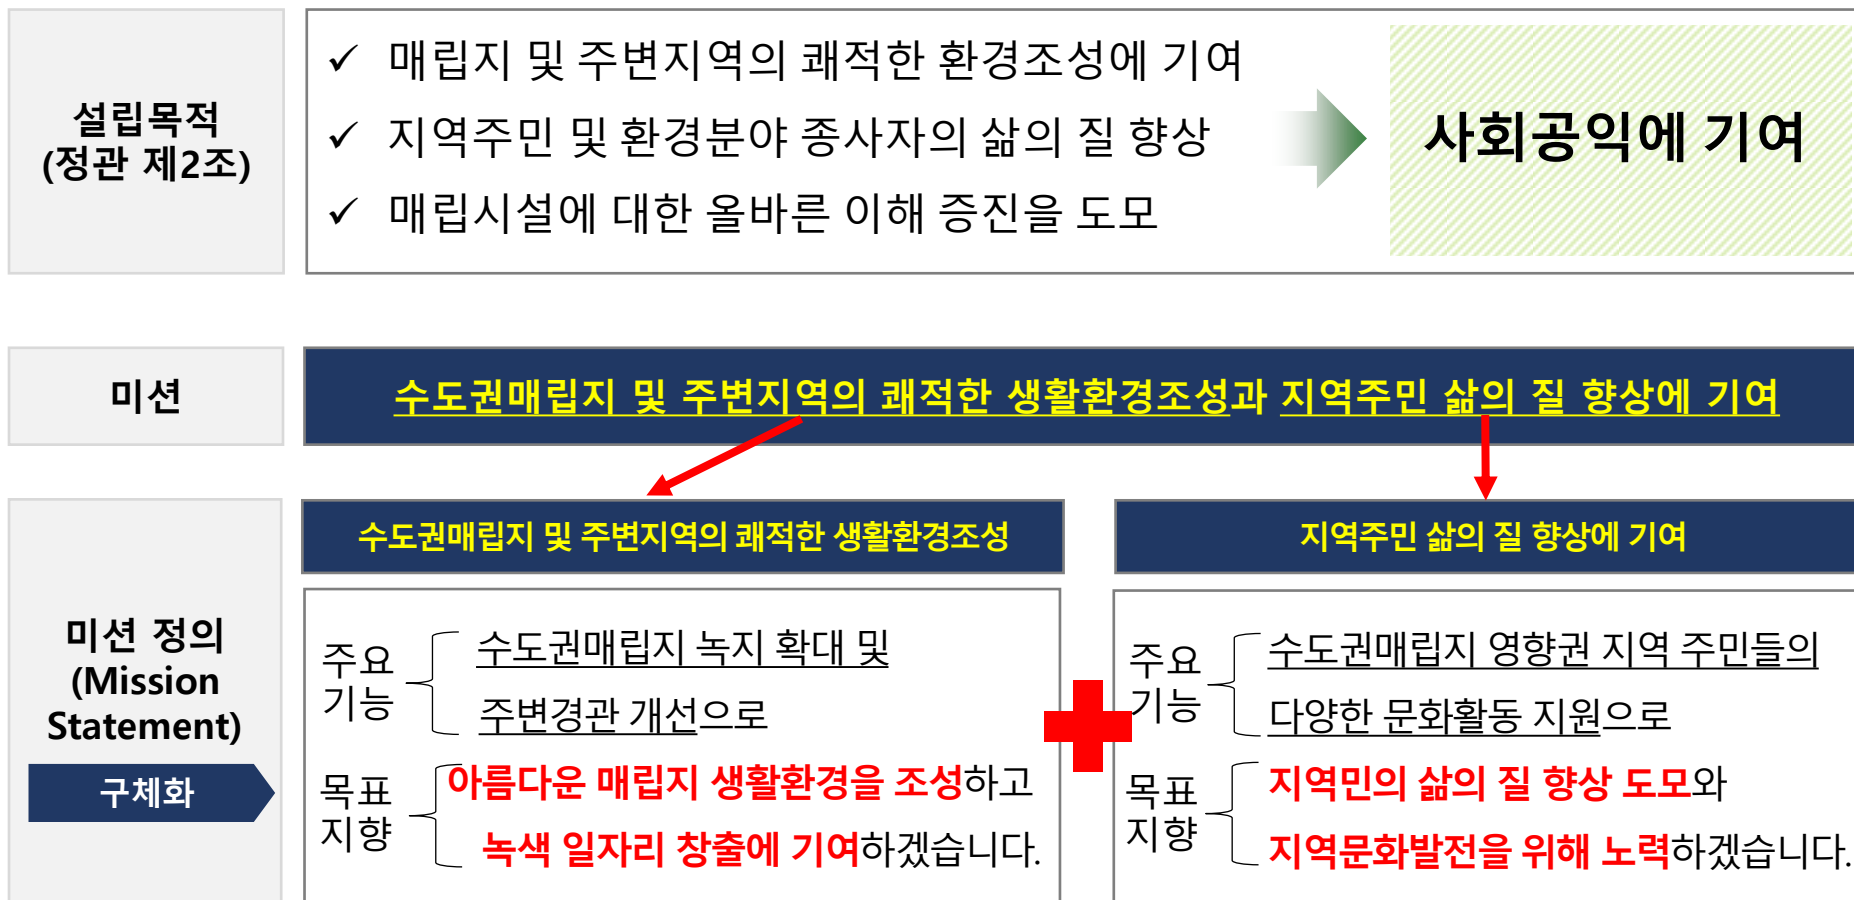 설립목적
(정관 제2조)
✓ 매립지 및 주변지역의 쾌적한 환경조성에 기여
✓ 지역주민 및 환경분야 종사자의 삶의 질 향상
✓ 매립시설에 대한 올바른 이해 증진을 도모
사회공익에 기여
미션
수도권매립지 및 주변지역의 쾌적한 생활환경조성과 지역주민 삶의 질 향상에 기여
미션 정의
(Mission
Statement)
구체화
수도권매립지 및 주변지역의 쾌적한 생활환경조성
주요
기능
수도권매립지 녹지 확대 및
주변경관 개선으로
목표
지향
아름다운 매립지 생활환경을 조성하고
녹색 일자리 창출에 기여하겠습니다.
지역주민 삶의 질 향상에 기여
주요
기능
수도권매립지 영향권 지역 주민들의
다양한 문화활동 지원으로
목표
지향
지역민의 삶의 질 향상 도모와
지역문화발전을 위해 노력하겠습니다.